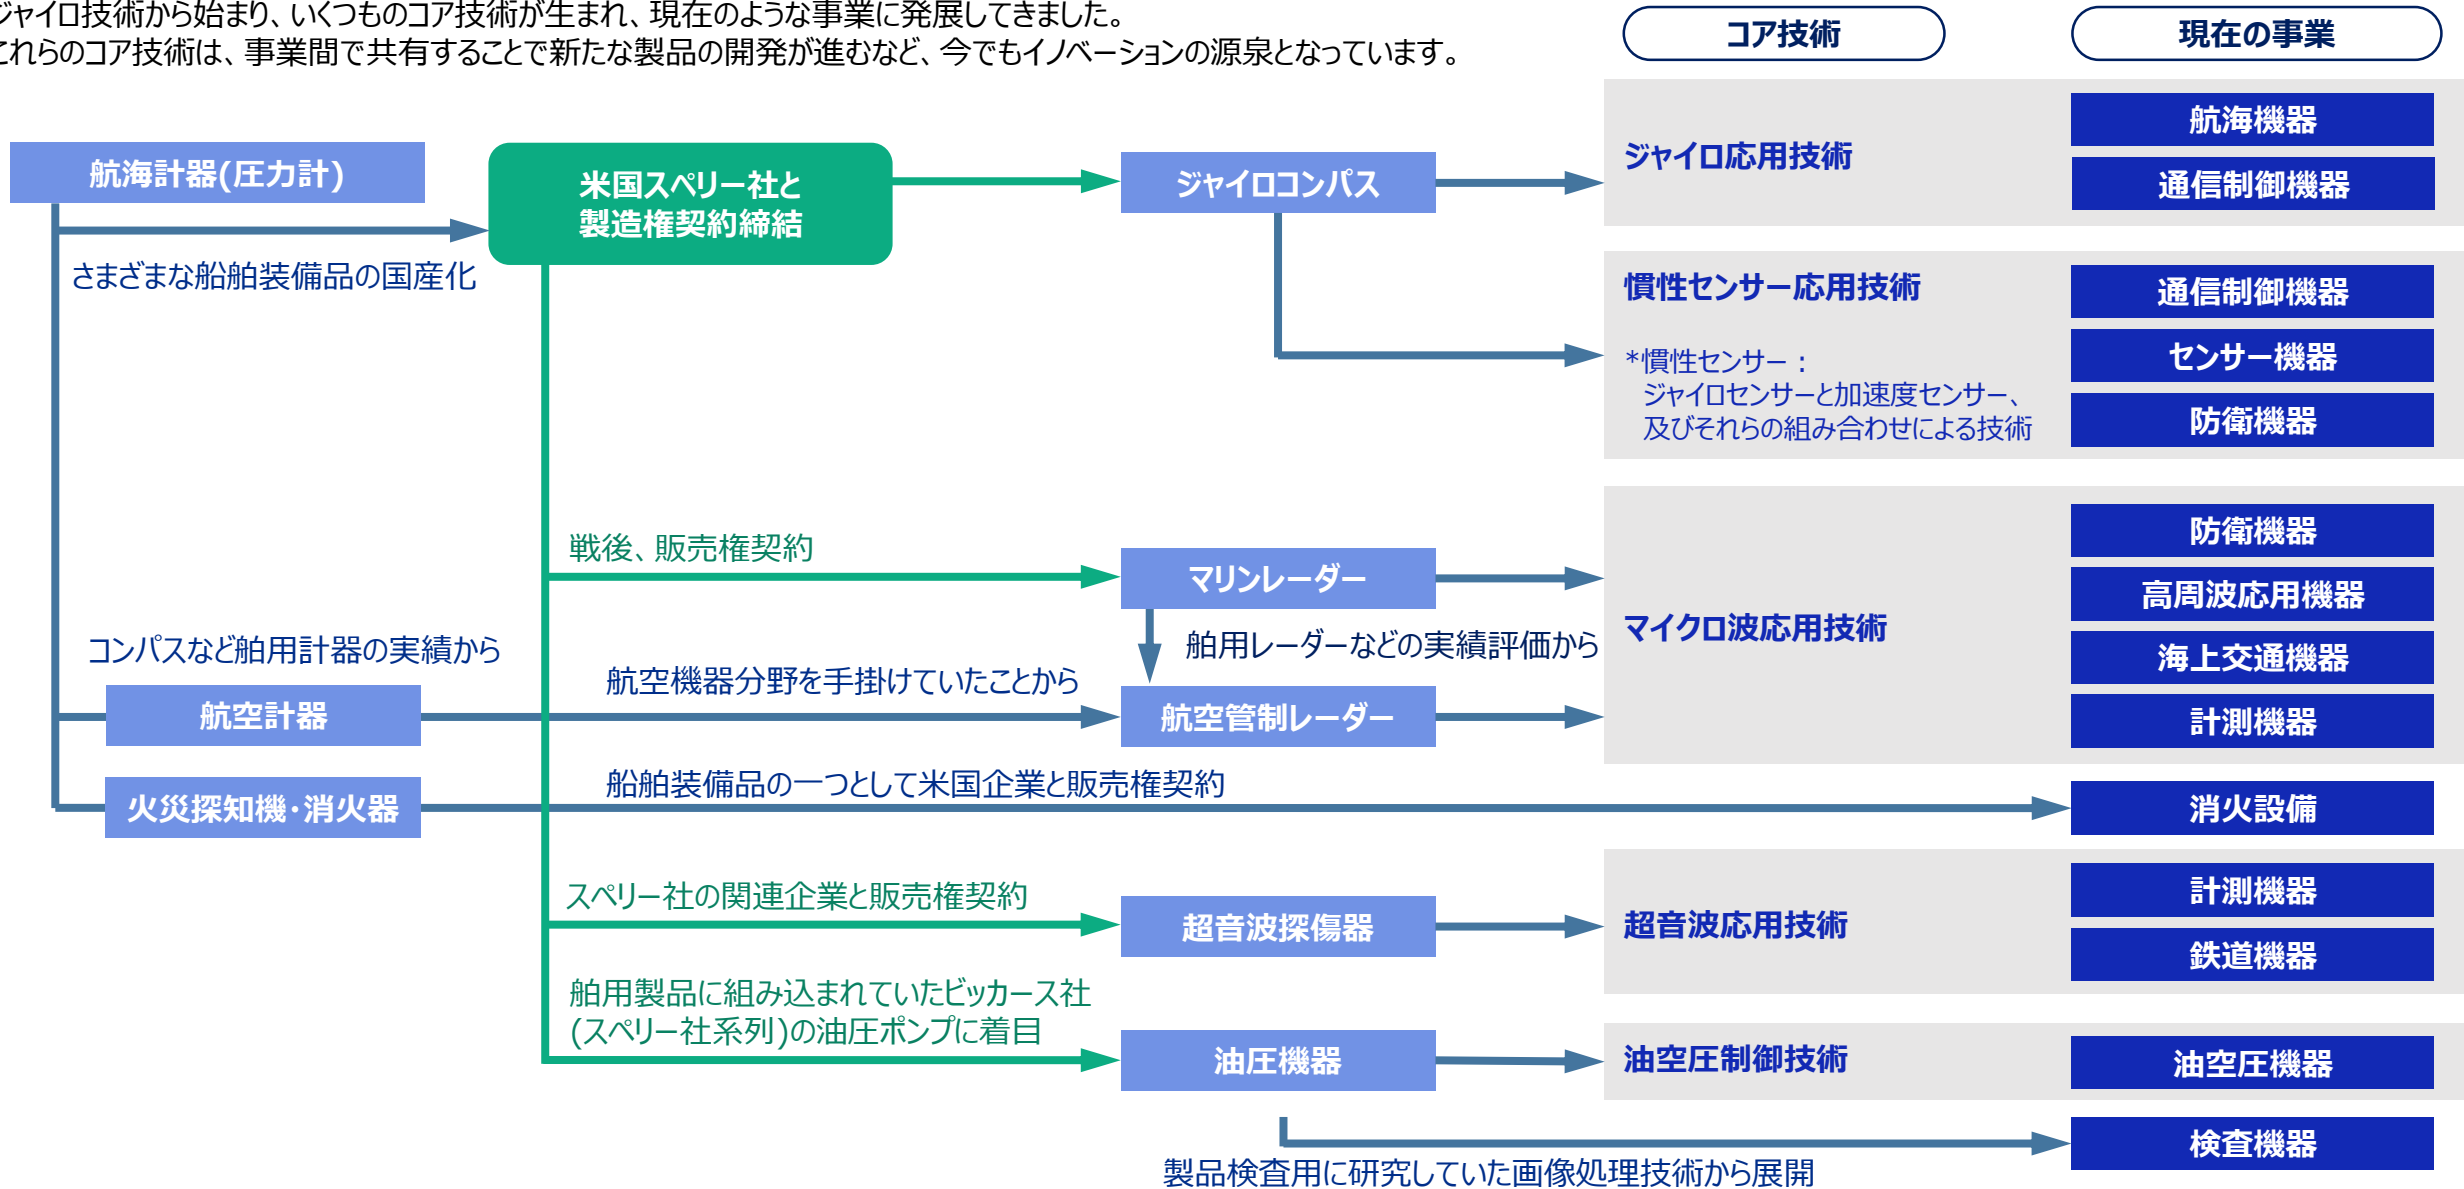 ジャイロ技術から始まり、いくつものコア技術が生まれ、現在のような事業に発展してきました。
これらのコア技術は、事業間で共有することで新たな製品の開発が進むなど、今でもイノベーションの源泉となっています。
コア技術
現在の事業
航海計器(圧力計)
米国スペリー社と
製造権契約締結
さまざまな船舶装備品の国産化
ジャイロコンパス
ジャイロ応用技術
航海機器
通信制御機器
慣性センサー応用技術
*慣性センサー：
ジャイロセンサーと加速度センサー、
及びそれらの組み合わせによる技術
通信制御機器
センサー機器
防衛機器
戦後、販売権契約
マリンレーダー
舶用レーダーなどの実績評価から
コンパスなど舶用計器の実績から
航空計器
航空機器分野を手掛けていたことから
航空管制レーダー
マイクロ波応用技術
防衛機器
高周波応用機器
海上交通機器
計測機器
火災探知機・消火器
船舶装備品の一つとして米国企業と販売権契約
消火設備
スペリー社の関連企業と販売権契約
超音波探傷器
超音波応用技術
計測機器
鉄道機器
舶用製品に組み込まれていたビッカース社
(スペリー社系列)の油圧ポンプに着目
油圧機器
油空圧制御技術
油空圧機器
製品検査用に研究していた画像処理技術から展開
検査機器